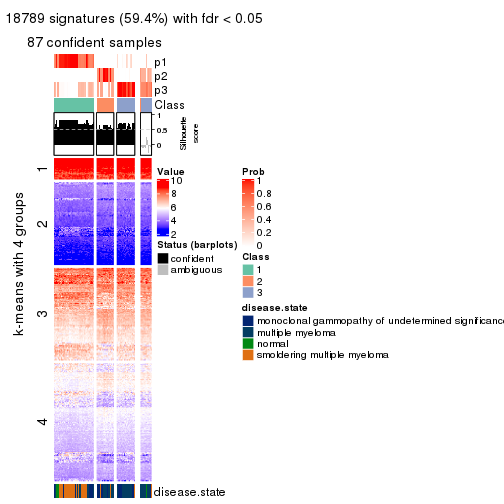 18789 signatures (59.4%) with fdr < 0.05
87 confident samples
p1
p2
p3
Class
1
0.5
0
Silhouette
score
k-means with 4 groups
1
2
3
4
disease.state
Value
10
8
6
4
2
Status (barplots)
confident
ambiguous
Prob
1
0.8
0.6
0.4
0.2
0
Class
1
2
3
disease.state
monoclonal gammopathy of undetermined significance
multiple myeloma
normal
smoldering multiple myeloma